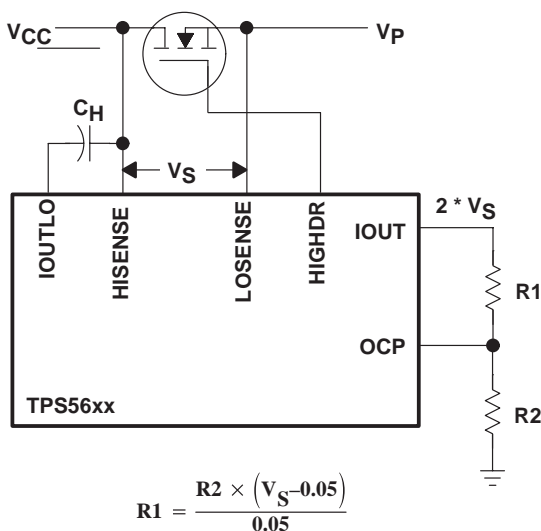 VCC
VP
CH
VS
IOUTLO
HISENSE
LOSENSE
HIGHDR
2 * VS
IOUT
R1
OCP
R2
TPS56xx
R1 = R2 × (VS–0.05) / 0.05